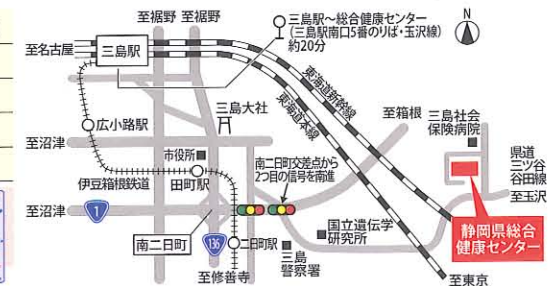 至裾野 至裾野
三島駅～総合健康センター
(三島駅南口5番のりば・玉沢線)
約20分
N
至名古屋
三島駅
東海道新幹線
東海道本線
至箱根
三島社会
保険病院
三島大社
広小路駅
至沼津
市役所
南二日町交差点から
2つ目の信号を南進
県道
三ツ谷
谷田線
伊豆箱根鉄道
田町駅
至玉沢
至沼津
1
静岡県総合
健康センター
国立遺伝学
研究所
南二日町
136
二日町駅
三島
警察署
至修善寺
至東京